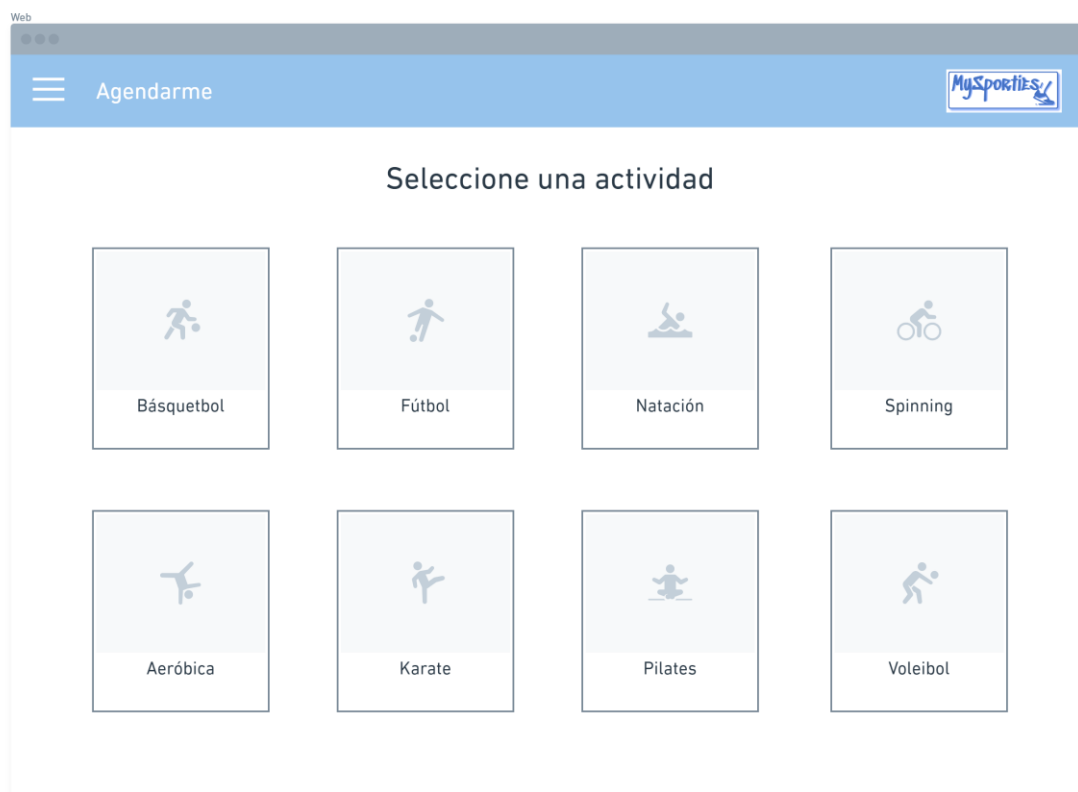 Web
Agendarme
MySporties
Seleccione una actividad
Básquetbol
Fútbol
Natación
Spinning
Aeróbica
Karate
Pilates
Voleibol